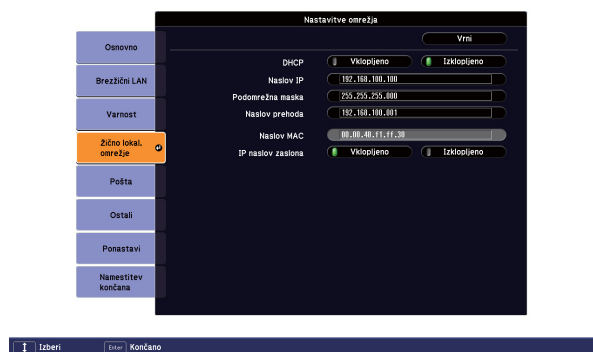 Nastavitve omrežja
Vrni
Osnovno
Brezžični LAN
Varnost
Žično lokal.
omrežje
Pošta
Ostali
Ponastavi
Namestitev
končana
DHCP Vklopljeno Izklopljeno
Naslov IP 192.168.100.100
Podomrežna maska 255.255.255.000
Naslov prehoda 192.168.100.001
Naslov MAC 00.00.48.f1.ff.38
IP naslov zaslona Vklopljeno Izklopljeno
Izberi Enter Končano